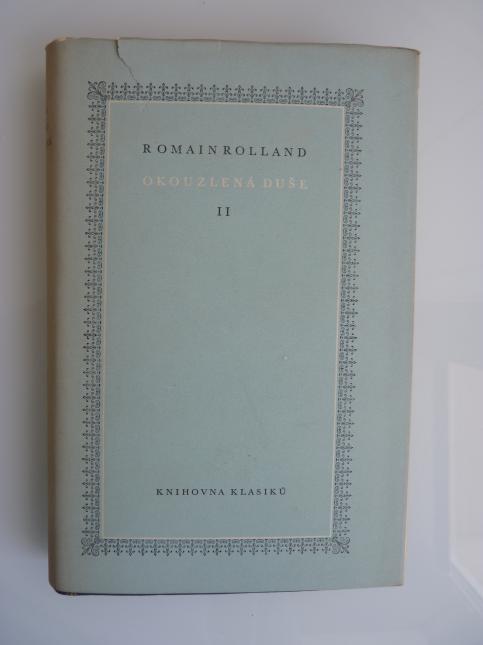 ROMAIN ROLLAND
OKOUZLENÁ DUŠE
II
KNIHOVNA KLASIKŮ